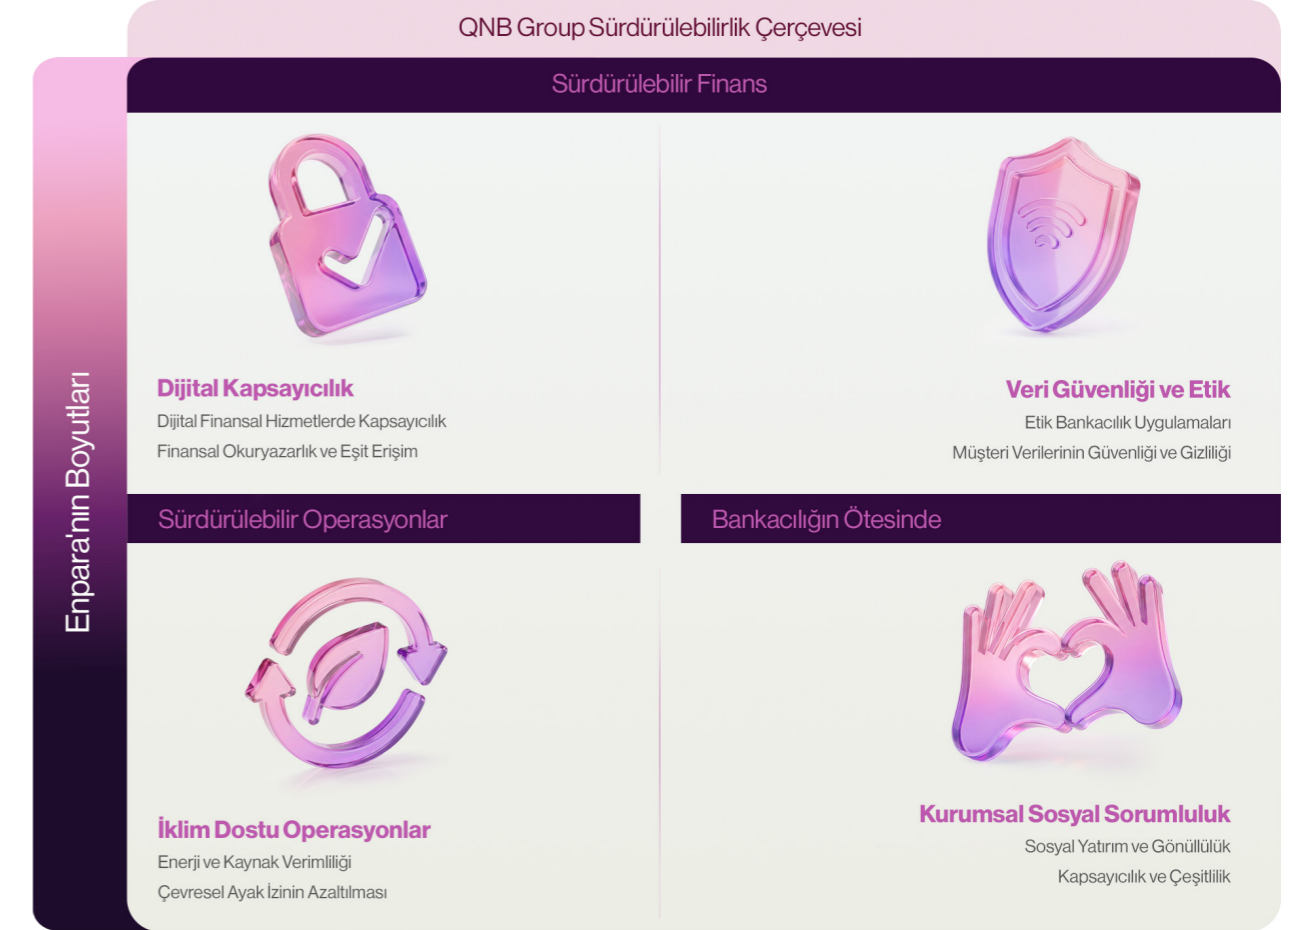 QNB Group Sürdürülebilirlik Çerçevesi
Sürdürülebilir Finans
Enpara'nın Boyutları
Dijital Kapsayıcılık
Dijital Finansal Hizmetlerde Kapsayıcılık
Finansal Okuryazarlık ve Eşit Erişim
Veri Güvenliği ve Etik
Etik Bankacılık Uygulamaları
Müşteri Verilerinin Güvenliği ve Gizliliği
Sürdürülebilir Operasyonlar
Bankacılığın Ötesinde
İklim Dostu Operasyonlar
Enerji ve Kaynak Verimliliği
Çevresel Ayak İzinin Azaltılması
Kurumsal Sosyal Sorumluluk
Sosyal Yatırım ve Gönüllülük
Kapsayıcılık ve Çeşitlilik